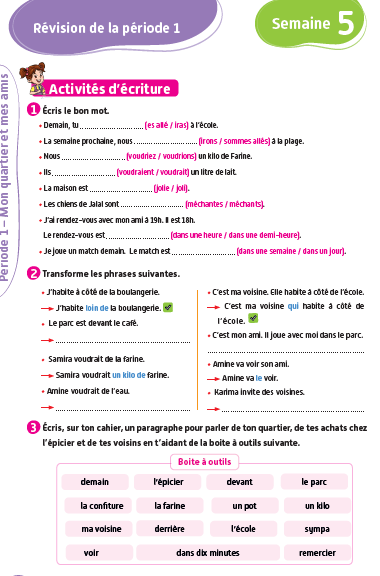 Révision de la période 1
Semaine 5
Période 1 – Mon quartier et mes amis
Activités d'écriture
1 Écris le bon mot.
• Demain, tu .......................... (es allé / iras) à l'école.
• La semaine prochaine, nous .......................... (irons / sommes allés) à la plage.
• Nous .......................... (voudriez / voudrions) un kilo de Farine.
• Ils .......................... (voudraient / voudrait) un litre de lait.
• La maison est .......................... (jolie / joli).
• Les chiens de Jalal sont .......................... (méchantes / méchants).
• J'ai rendez-vous avec mon ami à 19h. Il est 18h.
Le rendez-vous est .......................... (dans une heure / dans une demi-heure).
• Je joue un match demain. Le match est .......................... (dans une semaine / dans un jour).
2 Transforme les phrases suivantes.
• J'habite à côté de la boulangerie.
J'habite loin de la boulangerie.
• Le parc est devant le café.
..........................
Samira voudrait de la farine.
Samira voudrait un kilo de farine.
• Amine voudrait de l'eau.
..........................
• C'est ma voisine. Elle habite à côté de l'école.
C'est ma voisine qui habite à côté de
l'école.
• C'est mon ami. Il joue avec moi dans le parc.
..........................
• Amine va voir son ami.
Amine va le voir.
• Karima invite des voisines.
..........................
3 Écris, sur ton cahier, un paragraphe pour parler de ton quartier, de tes achats chez
l'épicier et de tes voisins en t'aidant de la boite à outils suivante.
Boite à outils
demain l'épicier devant le parc
la confiture la farine un pot un kilo
ma voisine derrière l'école sympa
voir dans dix minutes remercier